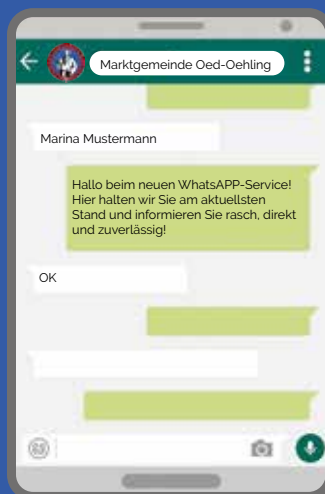 Marktgemeinde Oed-Oehling
Marina Mustermann
Hallo beim neuen WhatsAPP-Service!
Hier halten wir Sie am aktuellsten
Stand und informieren Sie rasch, direkt
und zuverlässig!
OK